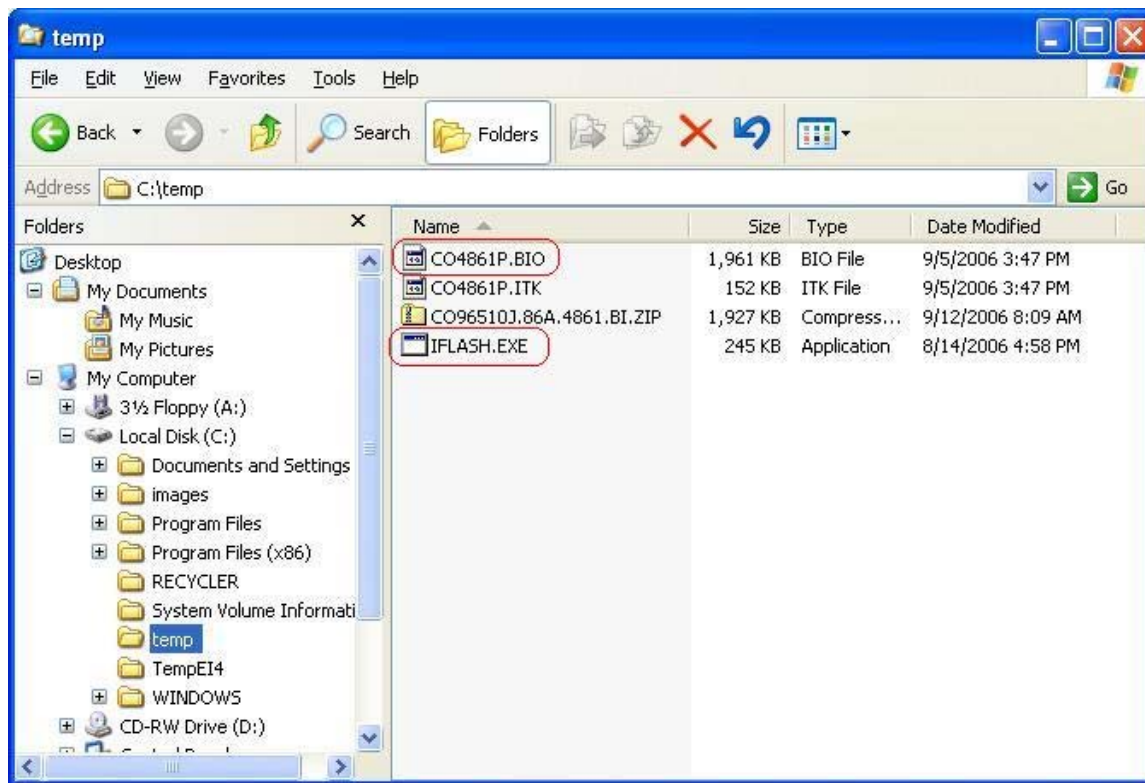 temp
File Edit View Favorites Tools Help
Back Search Folders
Address C:\temp Go
Folders
Name Size Type Date Modified
Desktop
My Documents
My Music
My Pictures
My Computer
3½ Floppy (A:)
Local Disk (C:)
Documents and Settings
images
Program Files
Program Files (x86)
RECYCLER
System Volume Informati
temp
TempEI4
WINDOWS
CD-RW Drive (D:)
CO4861P.BIO 1,961 KB BIO File 9/5/2006 3:47 PM
CO4861P.ITK 152 KB ITK File 9/5/2006 3:47 PM
CO96510J.86A.4861.BI.ZIP 1,927 KB Compress... 9/12/2006 8:09 AM
IFLASH.EXE 245 KB Application 8/14/2006 4:58 PM